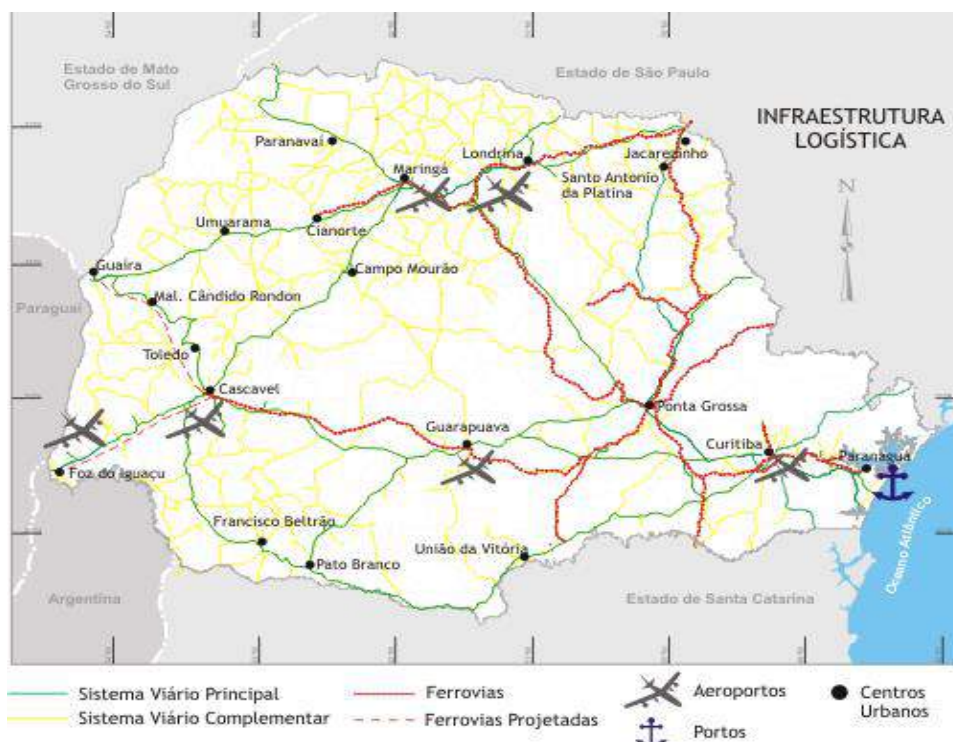 Estado de Mato
Grosso do Sul
Estado de São Paulo
INFRAESTRUTURA
LOGÍSTICA
N
Paranavaí
Londrina
Jacarezinho
Maringá
Santo Antonio
da Platina
Umuarama
Cianorte
Guaíra
Campo Mourão
Paraguai
Mal. Cândido Rondon
Toledo
Cascavel
Ponta Grossa
Guarapuava
Curitiba
Paranaguá
Foz do Iguaçu
Francisco Beltrão
União da Vitória
Pato Branco
Oceano Atlântico
Argentina
Estado de Santa Catarina
Sistema Viário Principal
Ferrovias
Aeroportos
Centros
Urbanos
Sistema Viário Complementar
Ferrovias Projetadas
Portos